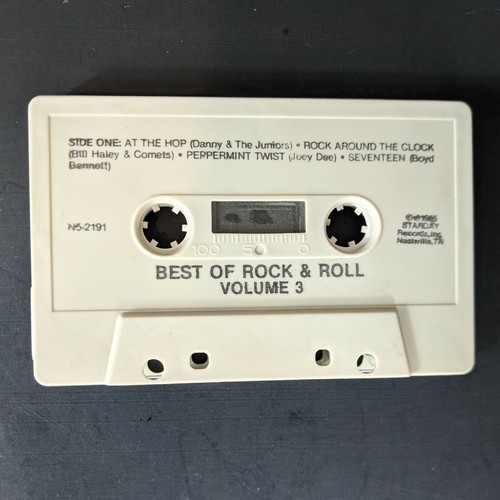 SIDE ONE: AT THE HOP (Danny & The Juniors) • ROCK AROUND THE CLOCK
(Bill Haley & Comets) • PEPPERMINT TWIST (Joey Dee) • SEVENTEEN (Boyd
Bennett)
N5-2191
©℗1985
STARDAY
Records, Inc.
Nashville, TN
100 50 0
BEST OF ROCK & ROLL
VOLUME 3